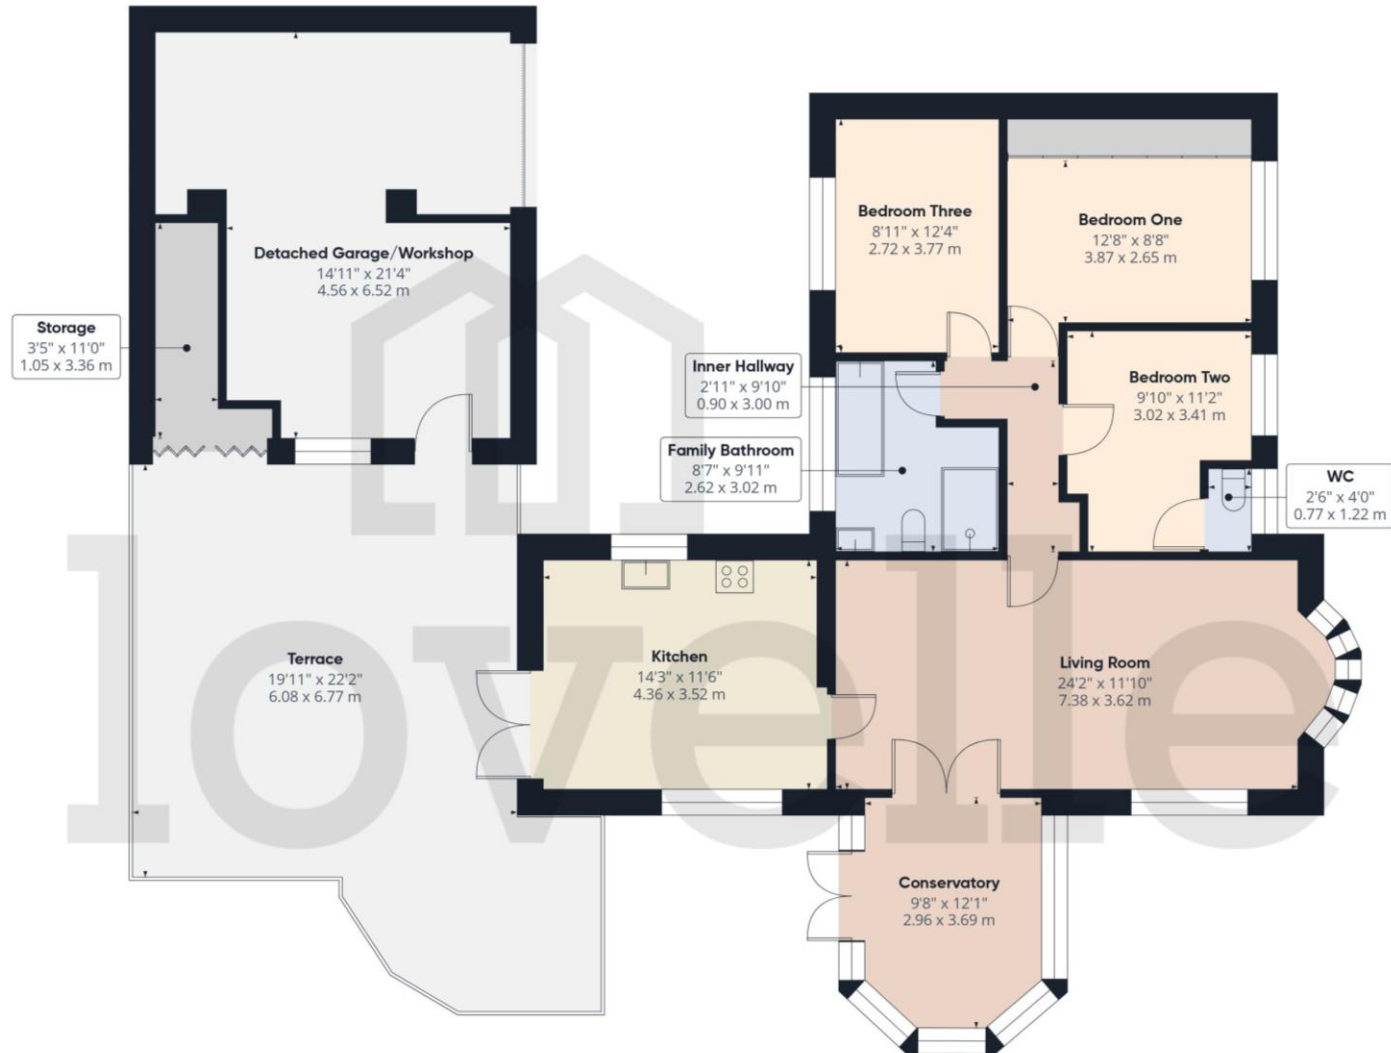 Bedroom Three
8'11" x 12'4"
2.72 x 3.77 m
Bedroom One
12'8" x 8'8"
3.87 x 2.65 m
Detached Garage/Workshop
14'11" x 21'4"
4.56 x 6.52 m
Storage
3'5" x 11'0"
1.05 x 3.36 m
Inner Hallway
2'11" x 9'10"
0.90 x 3.00 m
Bedroom Two
9'10" x 11'2"
3.02 x 3.41 m
Family Bathroom
8'7" x 9'11"
2.62 x 3.02 m
WC
2'6" x 4'0"
0.77 x 1.22 m
Terrace
19'11" x 22'2"
6.08 x 6.77 m
Kitchen
14'3" x 11'6"
4.36 x 3.52 m
Living Room
24'2" x 11'10"
7.38 x 3.62 m
lovelle
Conservatory
9'8" x 12'1"
2.96 x 3.69 m